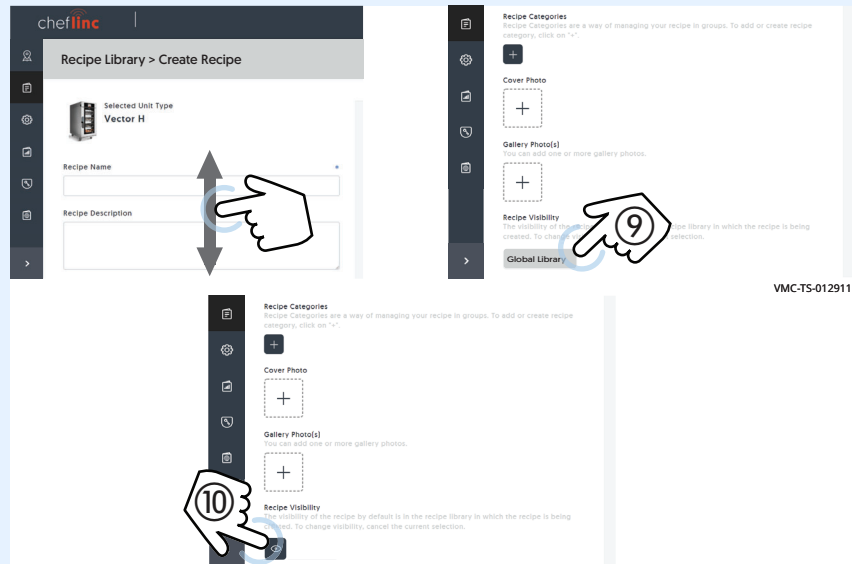 cheflinc
Recipe Library > Create Recipe
Selected Unit Type
Vector H
Recipe Name *
Recipe Description
Recipe Categories
Recipe Categories are a way of managing your recipe in groups. To add or create recipe
category, click on "+".
Cover Photo
Gallery Photo(s)
You can add one or more gallery photos.
Recipe Visibility
The visibility of the recipe library in which the recipe is being
created. To change selection.
Global Library
9
VMC-TS-012911
Recipe Categories
Recipe Categories are a way of managing your recipe in groups. To add or create recipe
category, click on "+".
Cover Photo
Gallery Photo(s)
You can add one or more gallery photos.
Recipe Visibility
The visibility of the recipe by default is in the recipe library in which the recipe is being
created. To change visibility, cancel the current selection.
10